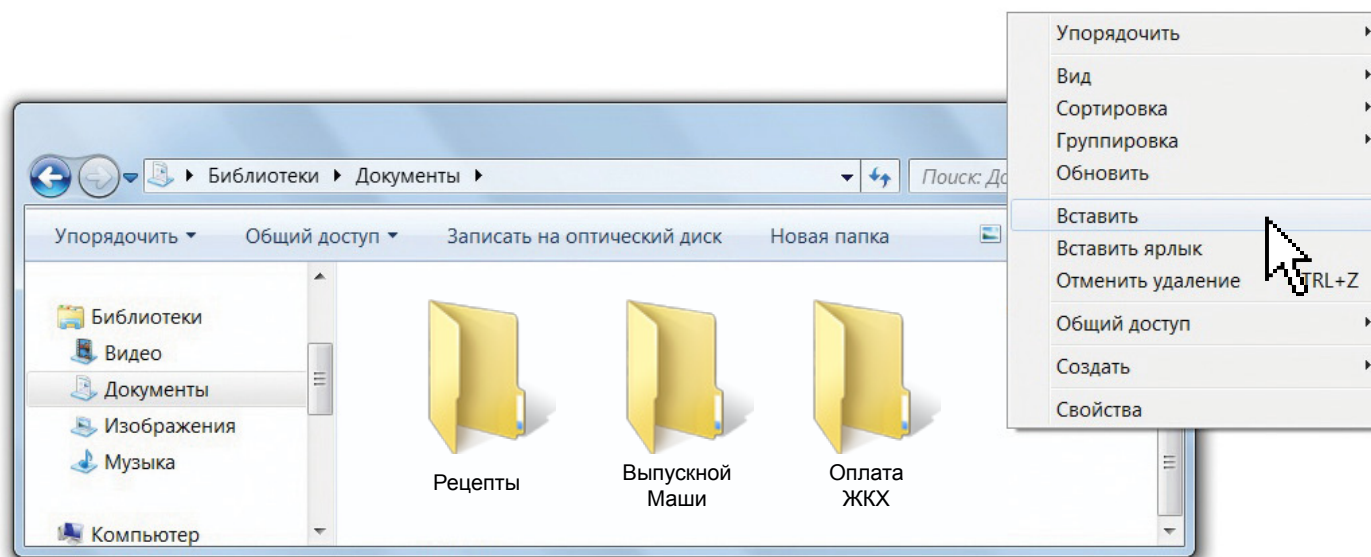 Упорядочить
Вид
Сортировка
Группировка
Обновить
Вставить
Вставить ярлык
Отменить удаление TRL+Z
Общий доступ
Создать
Свойства
Библиотеки Документы
Поиск: До
Упорядочить Общий доступ Записать на оптический диск Новая папка
Библиотеки
Видео
Документы
Изображения
Музыка
Компьютер
Рецепты
Выпускной
Маши
Оплата
ЖКХ